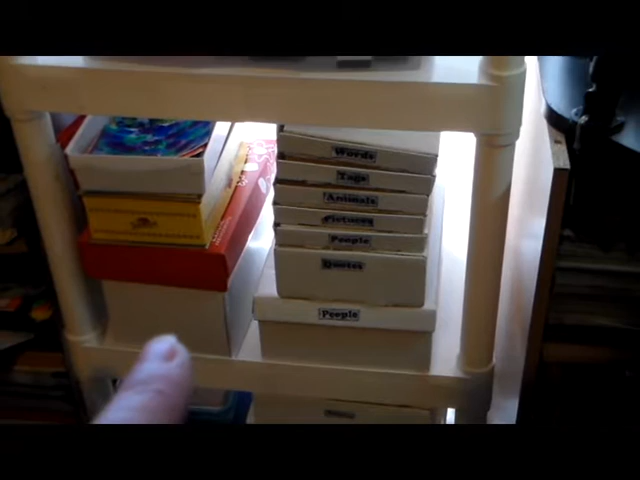 Words
Tags
Animals
Pictures
People
Quotes
People